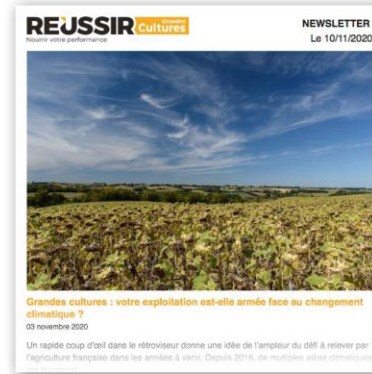 RÉUSSIR Grandes Cultures
Nourrir votre performance
NEWSLETTER
Le 10/11/2020
Grandes cultures : votre exploitation est-elle armée face au changement
climatique ?
03 novembre 2020
Un rapide coup d'œil dans le rétroviseur donne une idée de l'ampleur du défi à relever par
l'agriculture française dans les années à venir. Depuis 2016, de multiples aléas climatiques